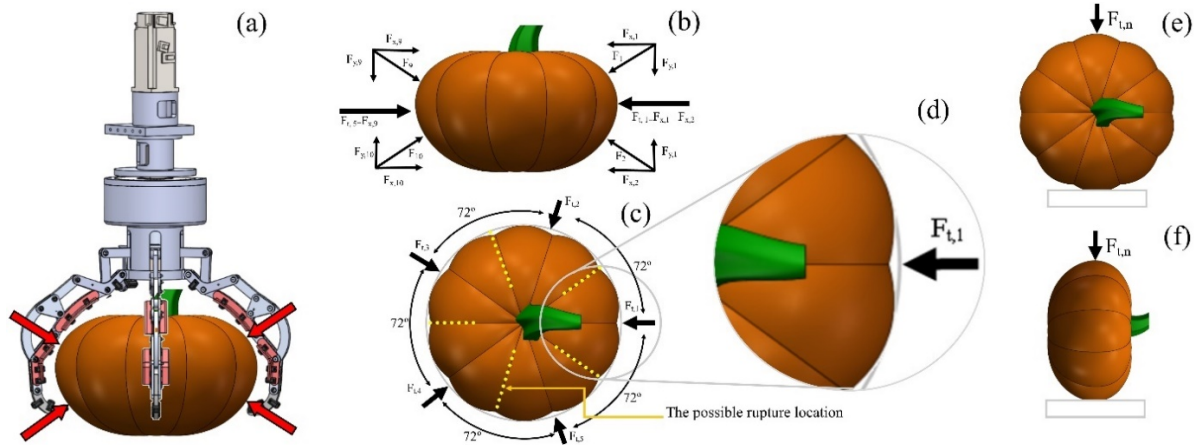 (a)
(b)
Fx,9
Fy,9
F9
Fx,1
F1
Fy,1
Ft, 5=Fx,9
Ft, 1=Fx,1
Fx,2
Fy,10
F10
Fx,10
F2
Fy,1
Fx,2
(c)
72°
Ft,2
72°
Ft,3
Ft,1
72°
Ft,4
72°
72°
Ft,5
The possible rupture location
(d)
Ft,1
(e)
Ft,n
(f)
Ft,n